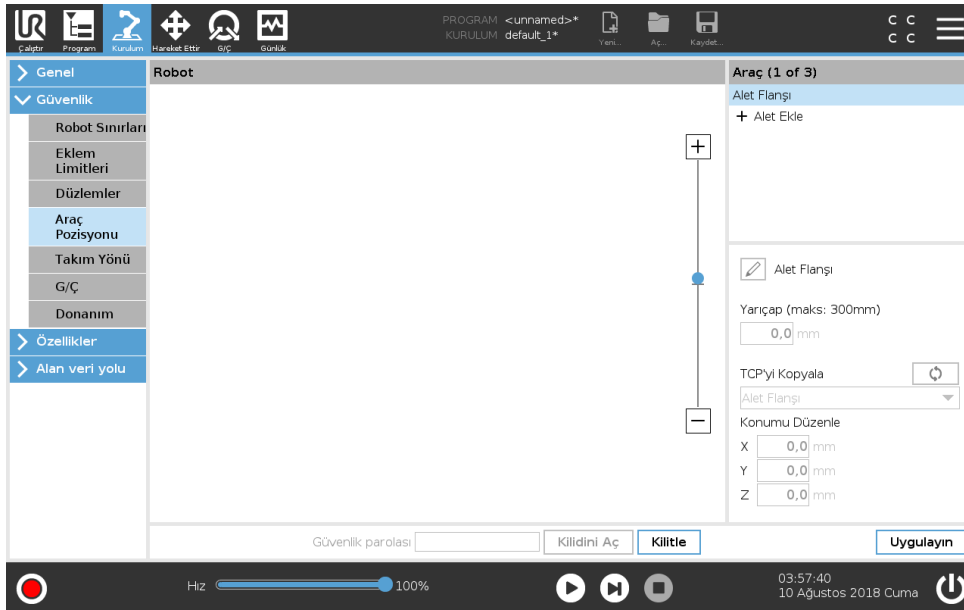 PROGRAM <unnamed>*
KURULUM default_1*
Çalıştır Program Kurulum Hareket Ettir G/Ç Günlük
Yeni... Aç... Kaydet...
C C
C C
Genel
Güvenlik
Robot Sınırları
Eklem
Limitleri
Düzlemler
Araç
Pozisyonu
Takım Yönü
G/Ç
Donanım
Özellikler
Alan veri yolu
Robot
Araç (1 of 3)
Alet Flanşı
+ Alet Ekle
Alet Flanşı
Yarıçap (maks: 300mm)
0,0 mm
TCP'yi Kopyala
Alet Flanşı
Konumu Düzenle
X 0,0 mm
Y 0,0 mm
Z 0,0 mm
Güvenlik parolası Kilidini Aç Kilitle Uygulayın
Hız 100%
03:57:40
10 Ağustos 2018 Cuma